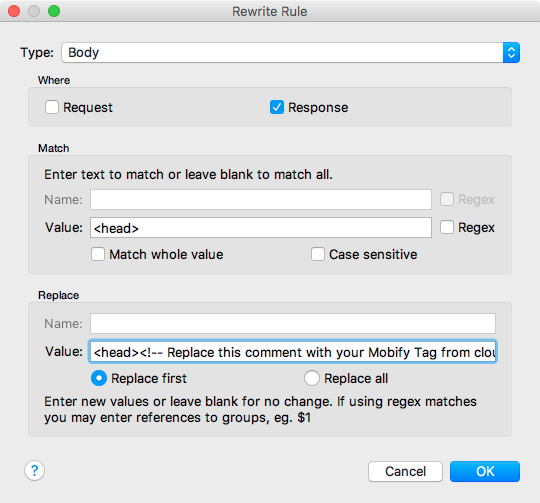 Rewrite Rule
Type: Body
Where
Request Response
Match
Enter text to match or leave blank to match all.
Name: Regex
Value: <head> Regex
Match whole value Case sensitive
Replace
Name:
Value: <head><!-- Replace this comment with your Mobify Tag from clou
Replace first Replace all
Enter new values or leave blank for no change. If using regex matches
you may enter references to groups, eg. $1
? Cancel OK